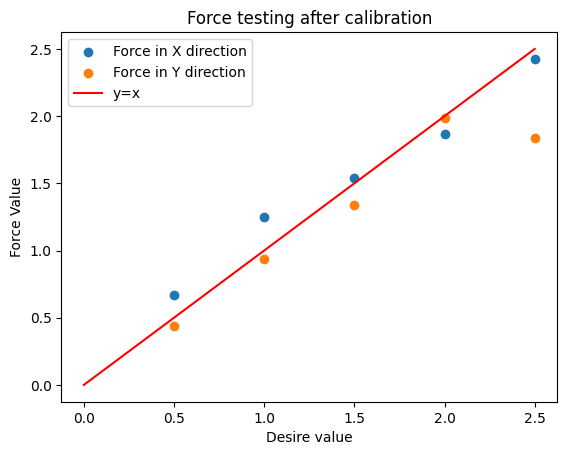 Force testing after calibration
Force in X direction
Force in Y direction
y=x
Force Value
2.5
2.0
1.5
1.0
0.5
0.0
0.0 0.5 1.0 1.5 2.0 2.5
Desire value